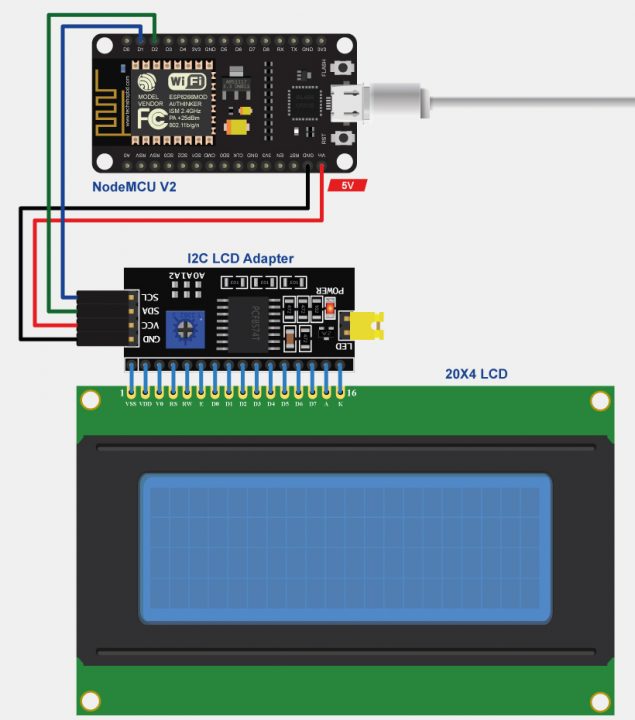 D0 D1 D2 D3 D4 3V3 GND D5 D6 D7 D8 RX TX GND 3V3
FLASH
WiFi
MODEL
VENDOR
ESP8266MOD
AI/THINKER
ISM 2.4GHz
PA +25dBm
802.11b/g/n
FC
AMS1117
RST
A0 RSV RSV SD3 SD2 SD1 CMD SD0 CLK GND 3V3 EN RST GND Vin
NodeMCU V2
5V
I2C LCD Adapter
A0A1A2
POWER
SCL
SDA
VCC
GND
PCF8574T
LED
20X4 LCD
1
16
VSS VDD V0 RS RW E D0 D1 D2 D3 D4 D5 D6 D7 A K